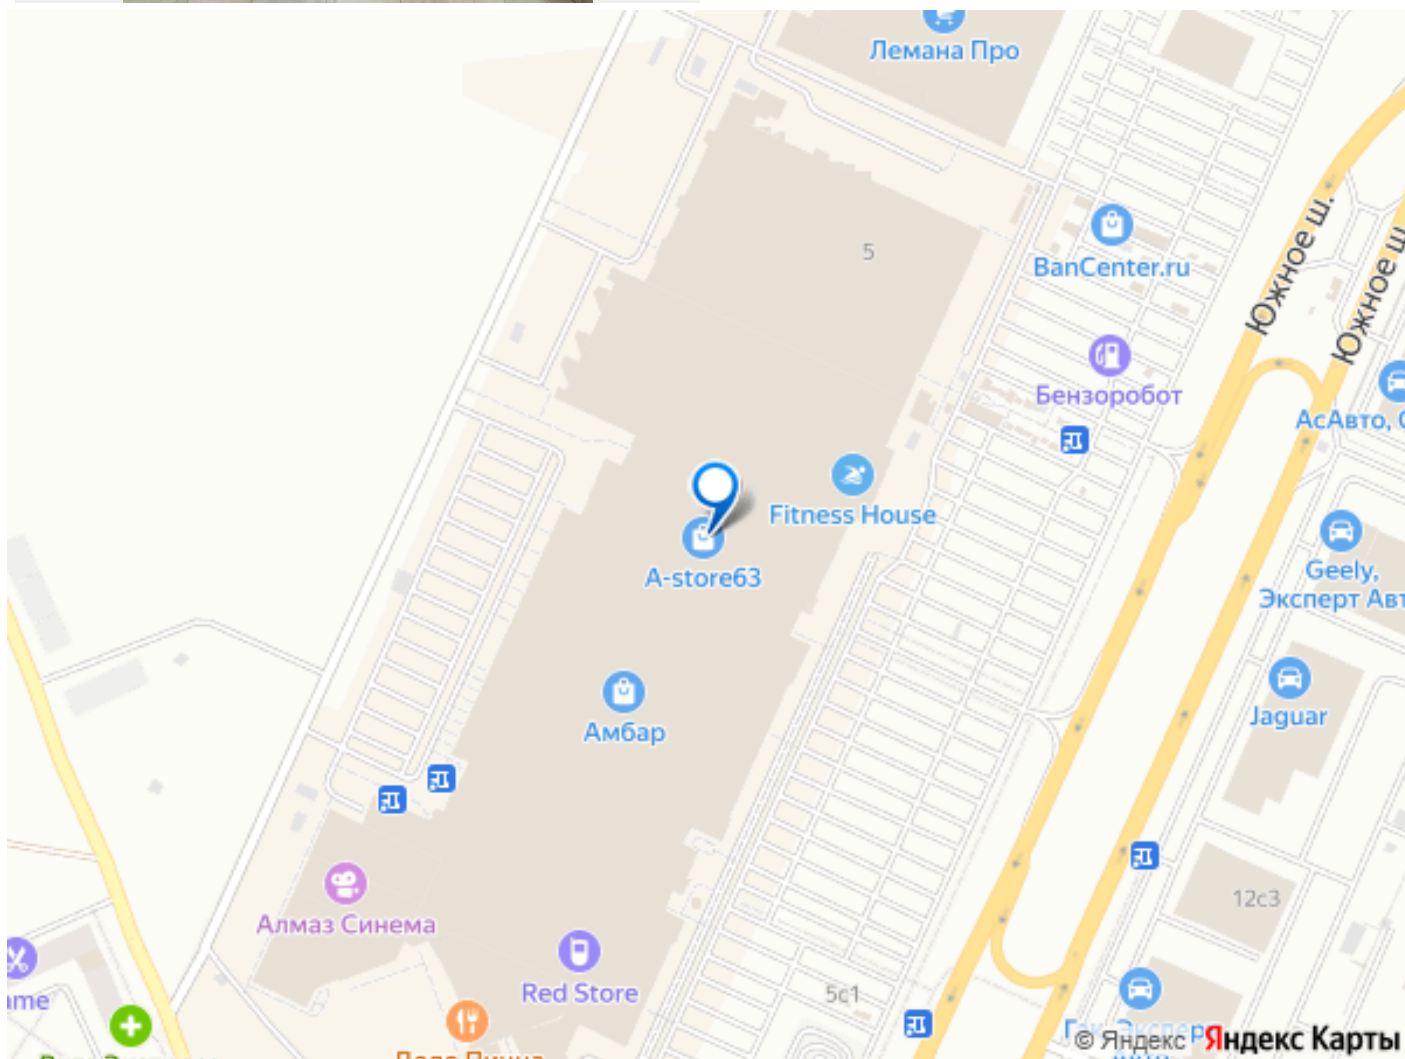 Лемана Про
5
BanCenter.ru
Южное ш.
Южное ш
Бензоробот
АсАвто, С
Fitness House
A-store63
Geely,
Эксперт Авт
Jaguar
Амбар
12с3
Алмаз Синема
Red Store
5с1
ame
© Яндекс Яндекс Карты